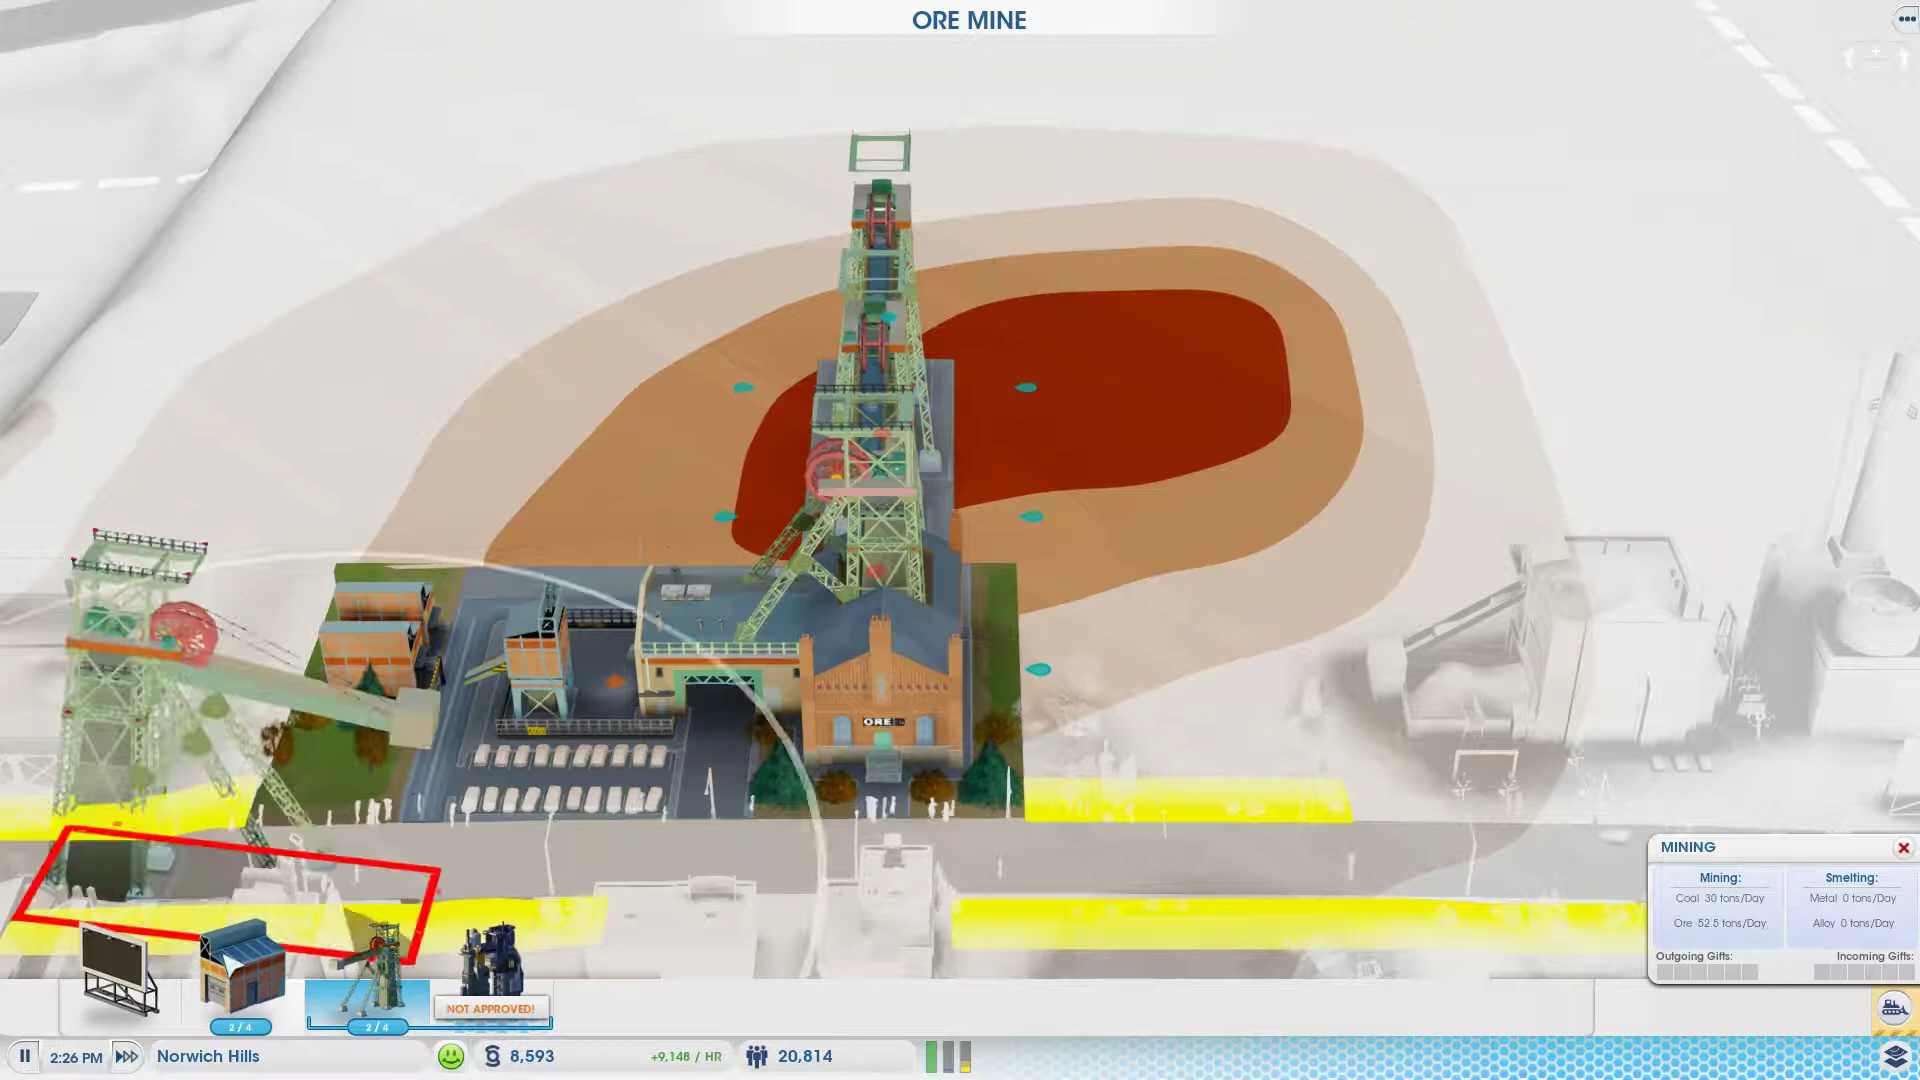 ORE MINE
ORE
MINING
Mining:
Smelting:
Coal 30 tons/Day
Metal 0 tons/Day
Ore 52.5 tons/Day
Alloy 0 tons/Day
Outgoing Gifts:
Incoming Gifts:
NOT APPROVED!
2 / 4
2 / 4
2:26 PM
Norwich Hills
8,593
+9,148 / HR
20,814